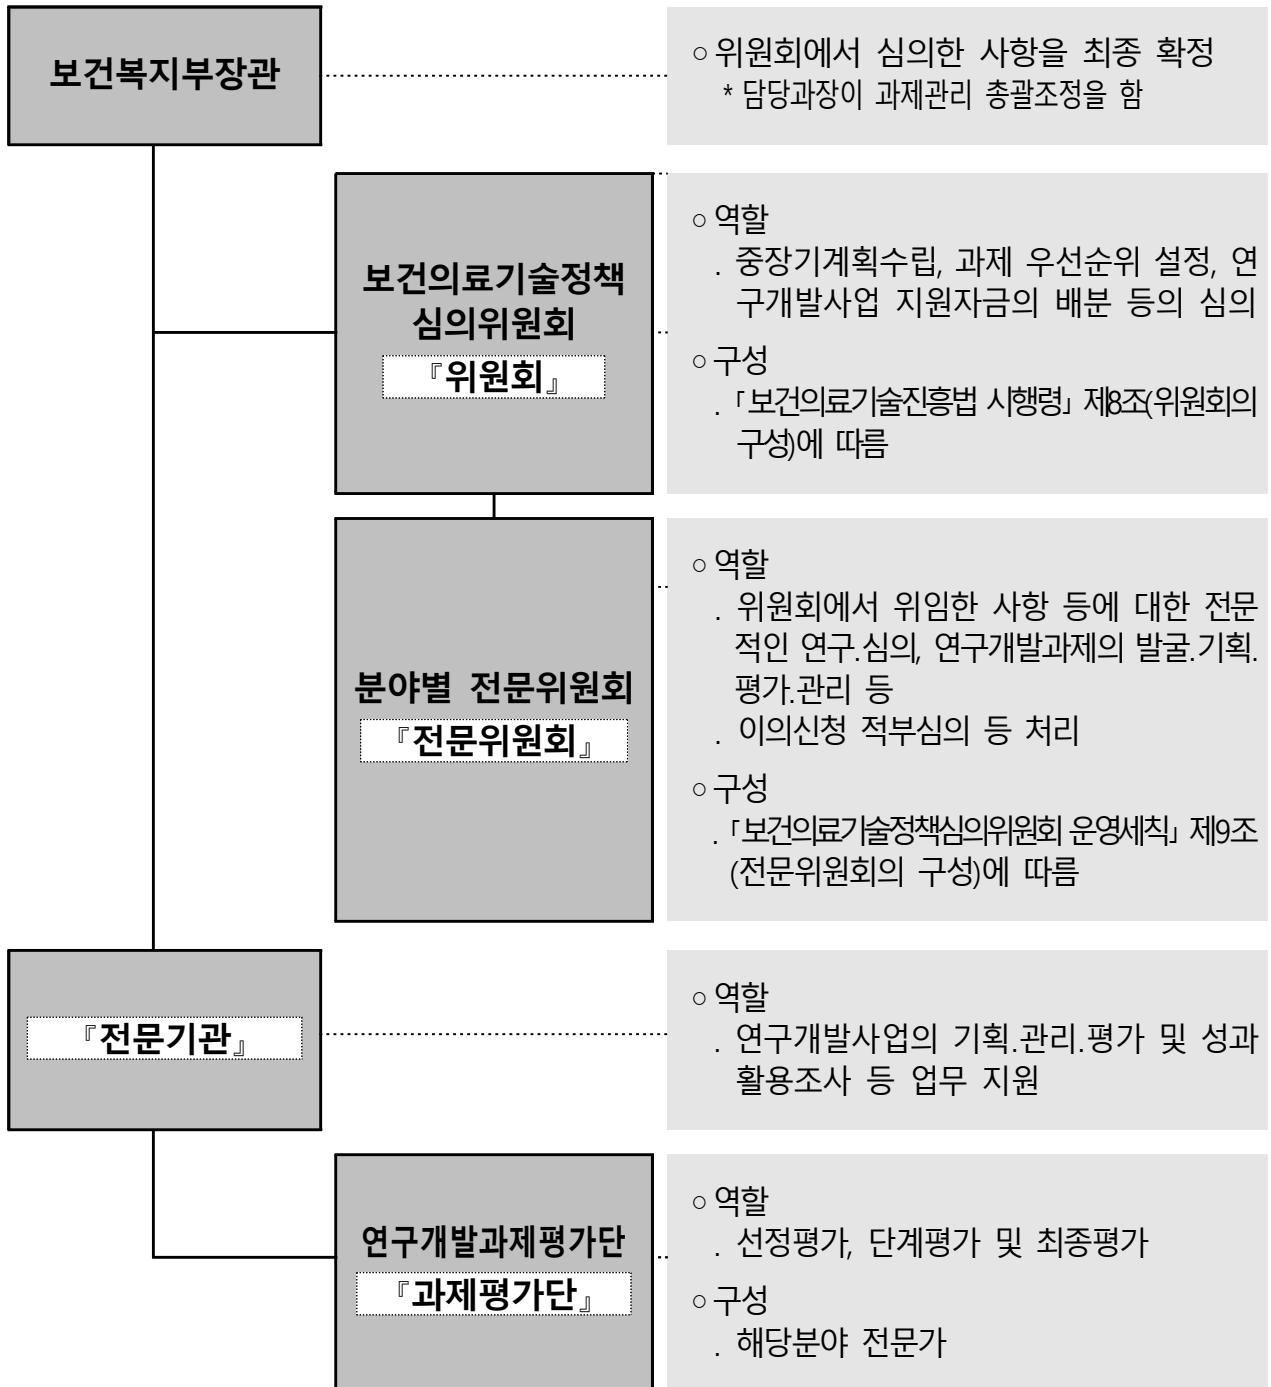 보건복지부장관
○ 위원회에서 심의한 사항을 최종 확정
* 담당과장이 과제관리 총괄조정을 함
보건의료기술정책
심의위원회
『위원회』
○ 역할
. 중장기계획수립, 과제 우선순위 설정, 연
구개발사업 지원자금의 배분 등의 심의
○ 구성
. 「보건의료기술진흥법 시행령」 제8조(위원회의
구성)에 따름
분야별 전문위원회
『전문위원회』
○ 역할
. 위원회에서 위임한 사항 등에 대한 전문
적인 연구.심의, 연구개발과제의 발굴.기획.
평가.관리 등
. 이의신청 적부심의 등 처리
○ 구성
. 「보건의료기술정책심의위원회 운영세칙」 제9조
(전문위원회의 구성)에 따름
『전문기관』
○ 역할
. 연구개발사업의 기획.관리.평가 및 성과
활용조사 등 업무 지원
연구개발과제평가단
『과제평가단』
○ 역할
. 선정평가, 단계평가 및 최종평가
○ 구성
. 해당분야 전문가